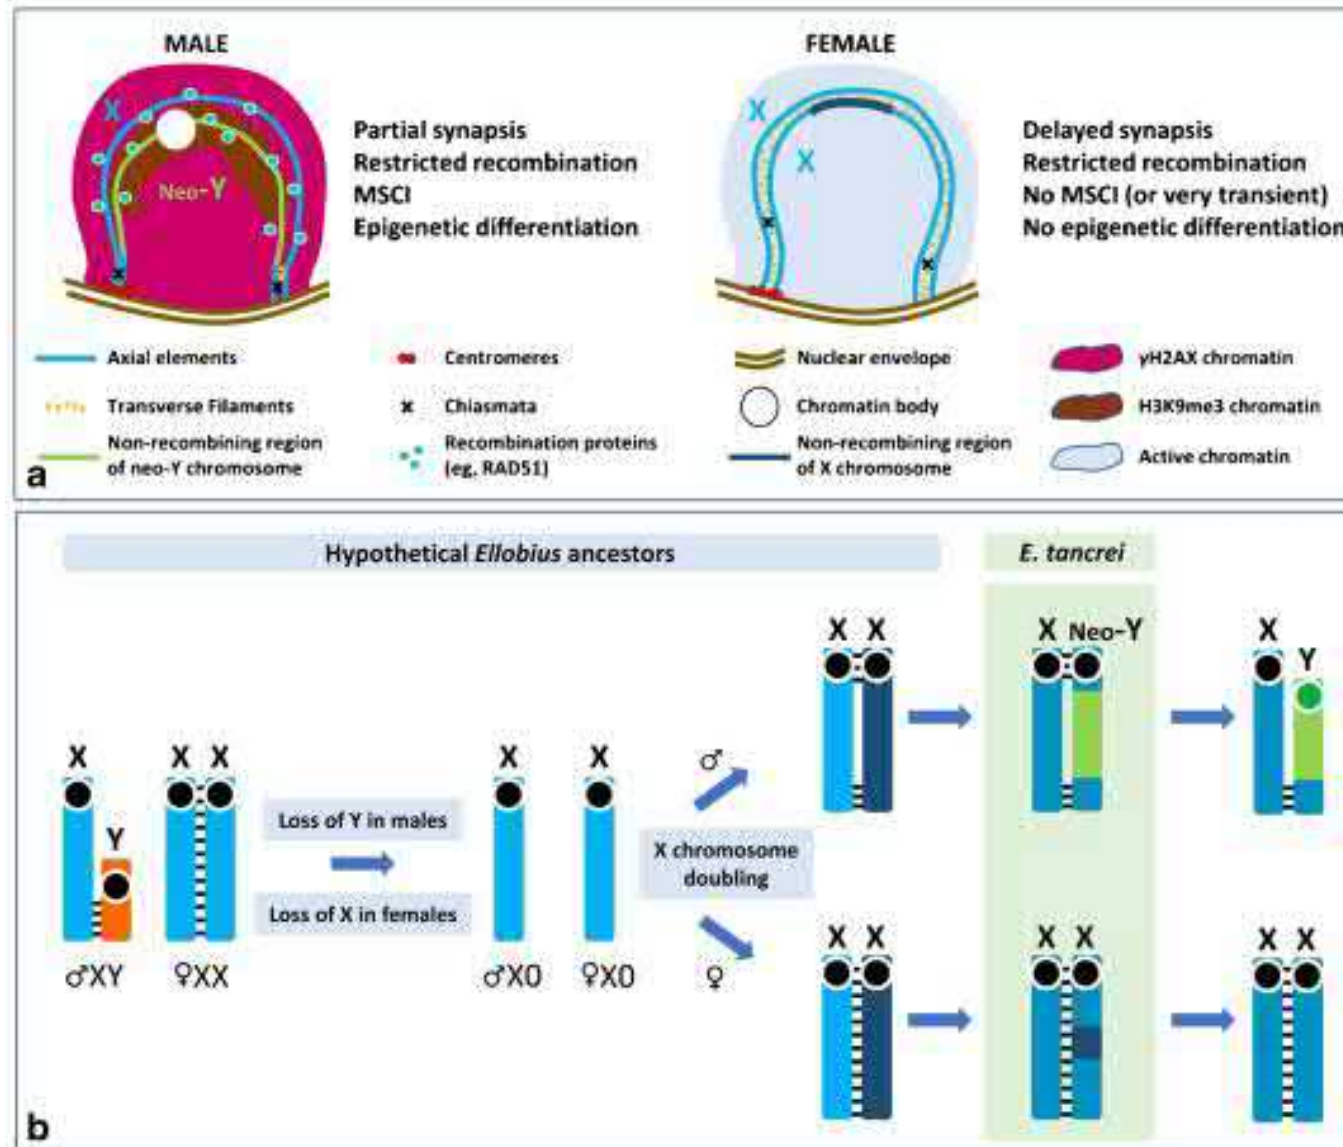 MALE
X
Neo-Y
Partial synapsis
Restricted recombination
MSCI
Epigenetic differentiation
FEMALE
X
X
Delayed synapsis
Restricted recombination
No MSCI (or very transient)
No epigenetic differentiation
Axial elements
Centromeres
Nuclear envelope
γH2AX chromatin
Transverse Filaments
Chiasmata
Chromatin body
H3K9me3 chromatin
Non-recombining region
of neo-Y chromosome
Recombination proteins
(eg, RAD51)
Non-recombining region
of X chromosome
Active chromatin
a
Hypothetical Ellobius ancestors
E. tancrei
X X
X Neo-Y
X
Y
X
Y
X X
Loss of Y in males
Loss of X in females
X
X
♂
X chromosome
doubling
♀
♂XY
♀XX
♂X0
♀X0
X X
X X
X X
b